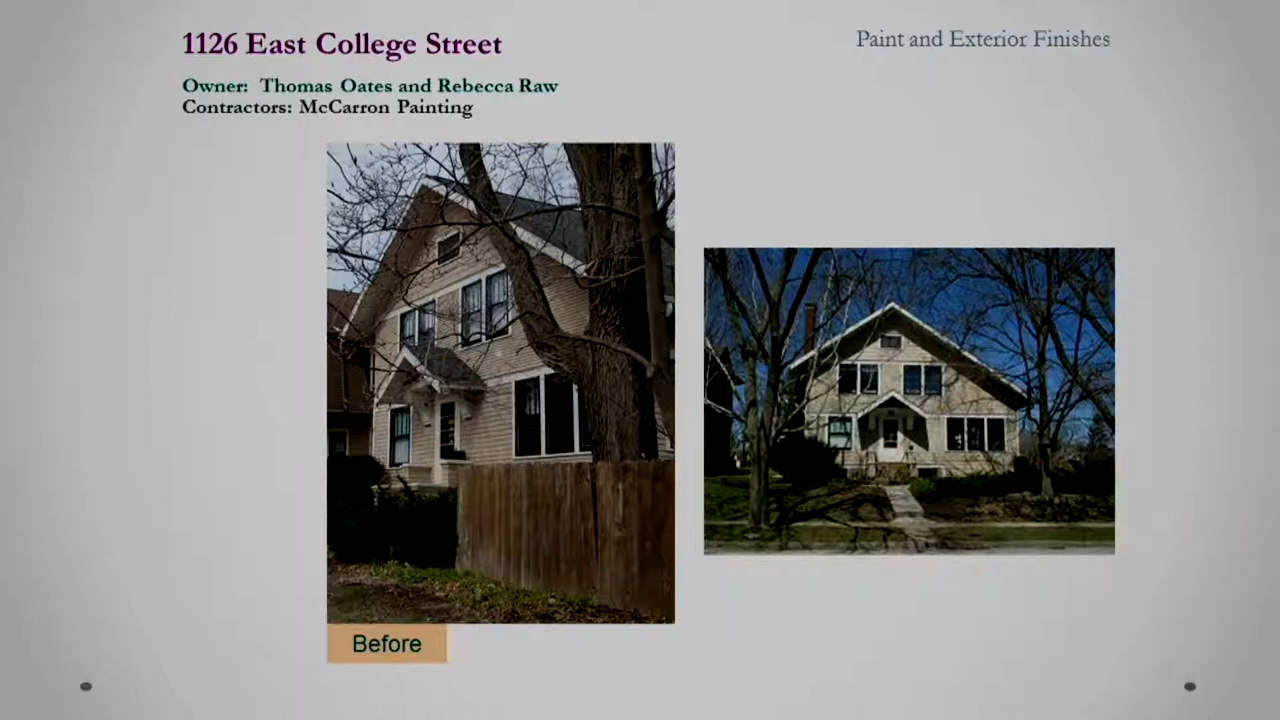 1126 East College Street
Paint and Exterior Finishes
Owner: Thomas Oates and Rebecca Raw
Contractors: McCarron Painting
Before